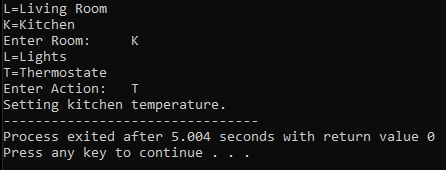 L=Living Room
K=Kitchen
Enter Room:     K
L=Lights
T=Thermostate
Enter Action:   T
Setting kitchen temperature.
--------------------------------
Process exited after 5.004 seconds with return value 0
Press any key to continue . . .